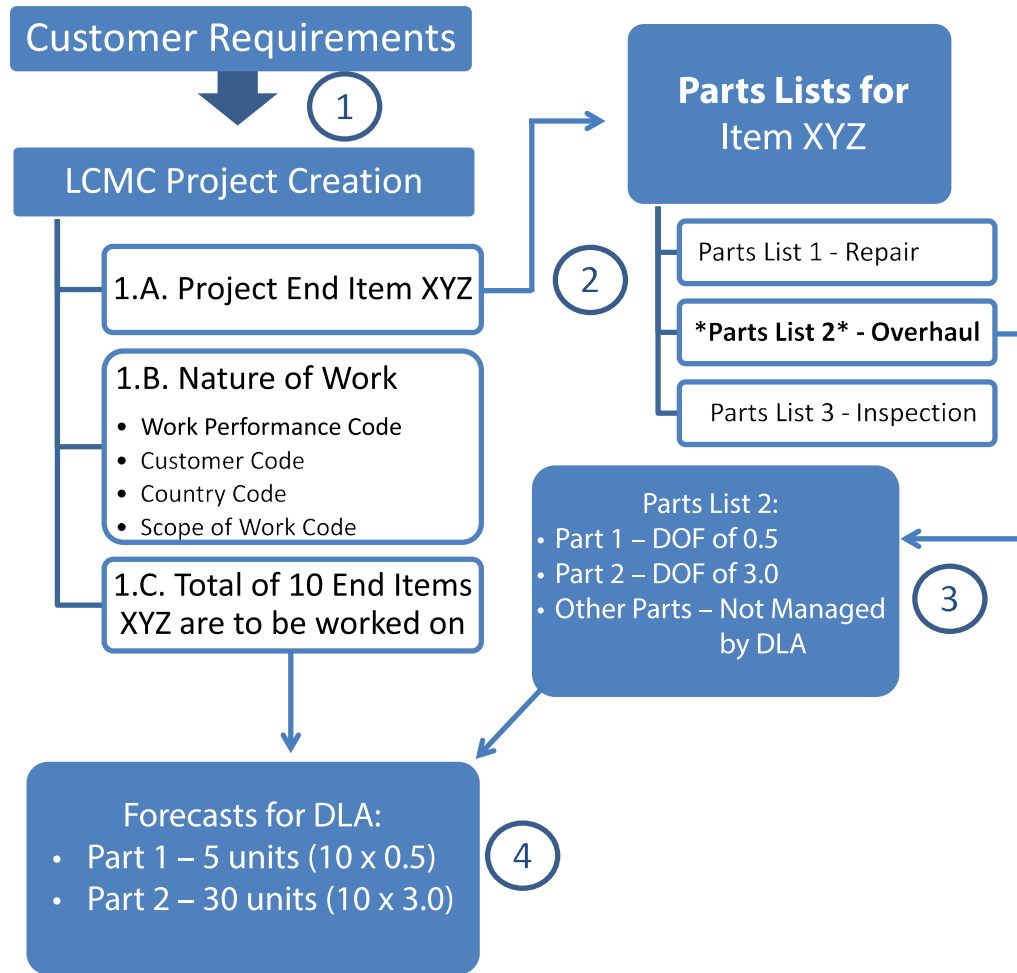 Customer Requirements
1
LCMC Project Creation
1.A. Project End Item XYZ
1.B. Nature of Work
• Work Performance Code
• Customer Code
• Country Code
• Scope of Work Code
1.C. Total of 10 End Items
XYZ are to be worked on
2
Parts Lists for
Item XYZ
Parts List 1 - Repair
*Parts List 2* - Overhaul
Parts List 3 - Inspection
Parts List 2:
• Part 1 – DOF of 0.5
• Part 2 – DOF of 3.0
• Other Parts – Not Managed
by DLA
3
Forecasts for DLA:
• Part 1 – 5 units (10 x 0.5)
• Part 2 – 30 units (10 x 3.0)
4